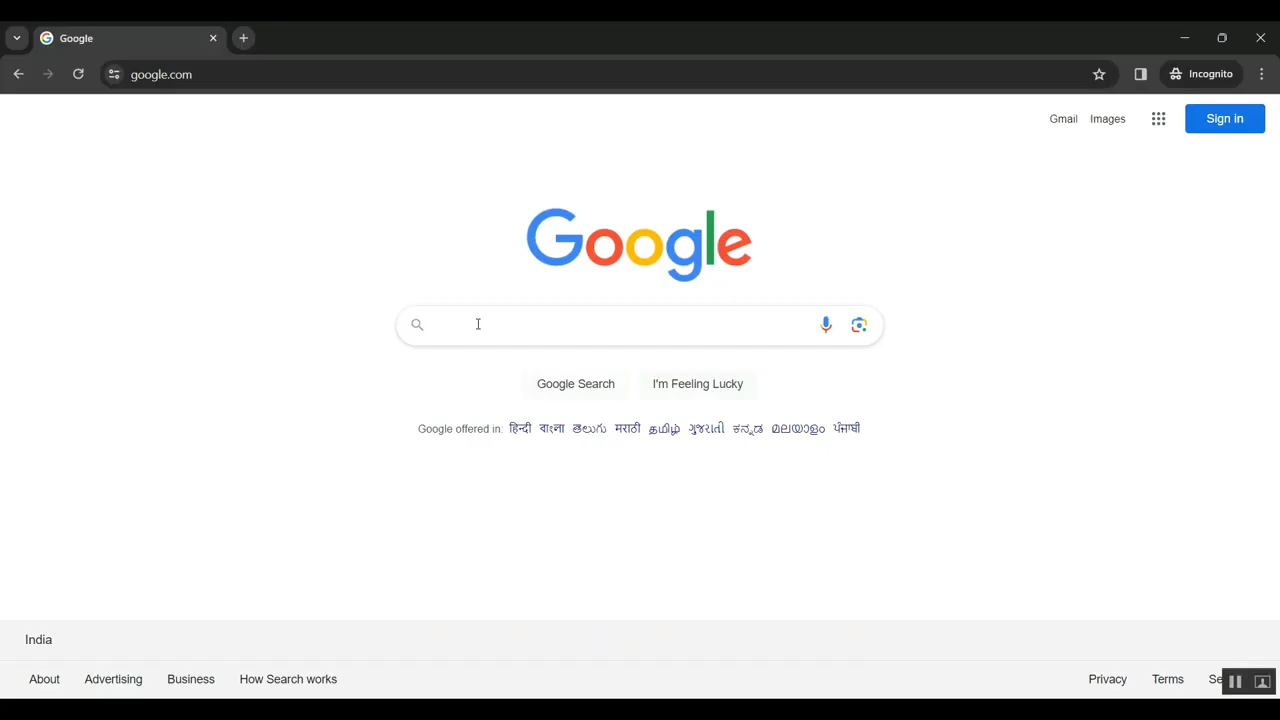 Google
google.com
Incognito
Gmail Images Sign in
Google
Google Search I'm Feeling Lucky
Google offered in: हिन्दी বাংলা తెలుగు मराठी தமிழ் ગુજરાતી ಕನ್ನಡ മലയാളം ਪੰਜਾਬੀ
India
About Advertising Business How Search works Privacy Terms Se